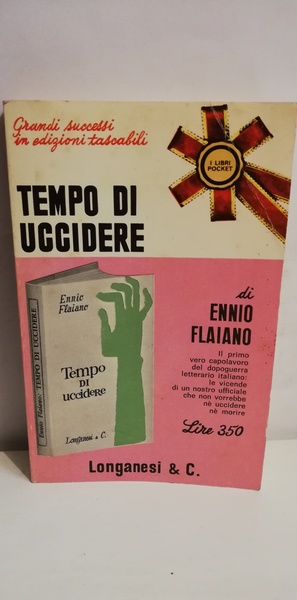 Grandi successi
in edizioni tascabili
I LIBRI
POCKET
TEMPO DI
UCCIDERE
di
ENNIO
FLAIANO
Il primo
vero capolavoro
del dopoguerra
letterario italiano:
le vicende
di un nostro ufficiale
che non vorrebbe
nè uccidere
nè morire
Lire 350
Ennio Flaiano: TEMPO DI UCCIDERE
Ennio
Flaiano
Tempo
DI
uccidere
Longanesi & C.
Longanesi & C.